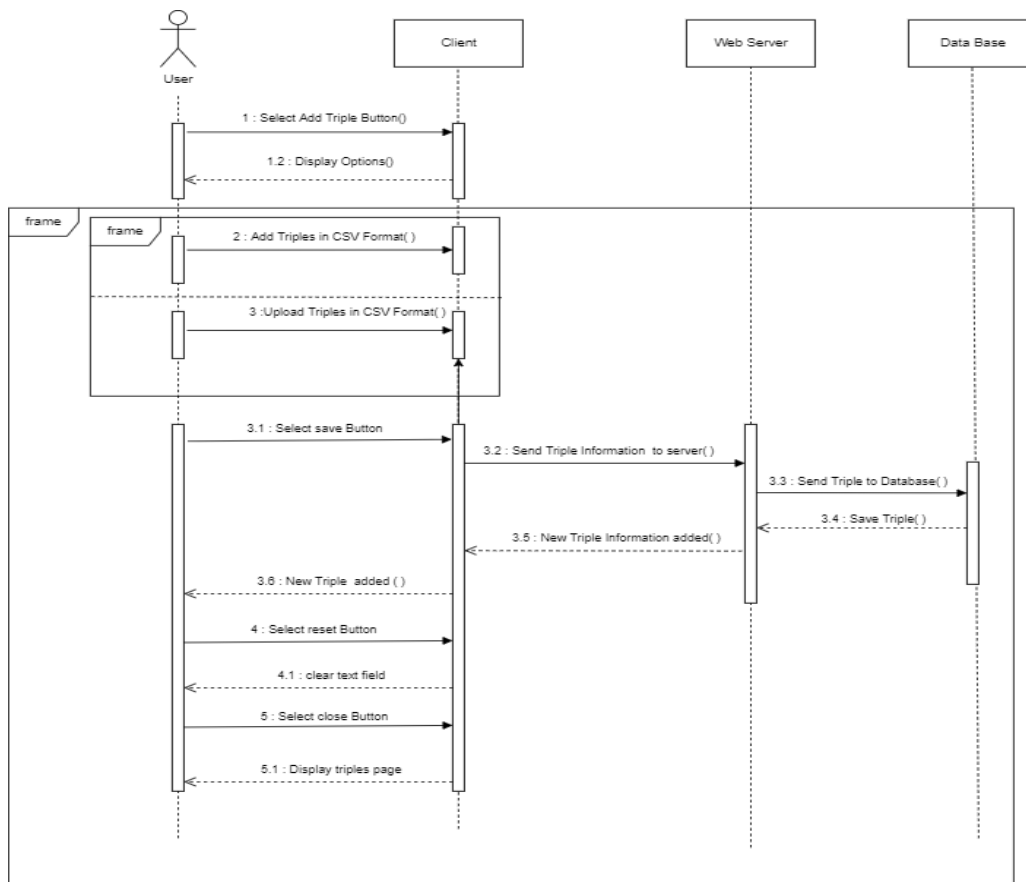 User
Client
Web Server
Data Base
1 : Select Add Triple Button()
1.2 : Display Options()
frame
frame
2 : Add Triples in CSV Format( )
3 :Upload Triples in CSV Format( )
3.1 : Select save Button
3.2 : Send Triple Information to server( )
3.3 : Send Triple to Database( )
3.4 : Save Triple( )
3.5 : New Triple Information added( )
3.6 : New Triple added ( )
4 : Select reset Button
4.1 : clear text field
5 : Select close Button
5.1 : Display triples page